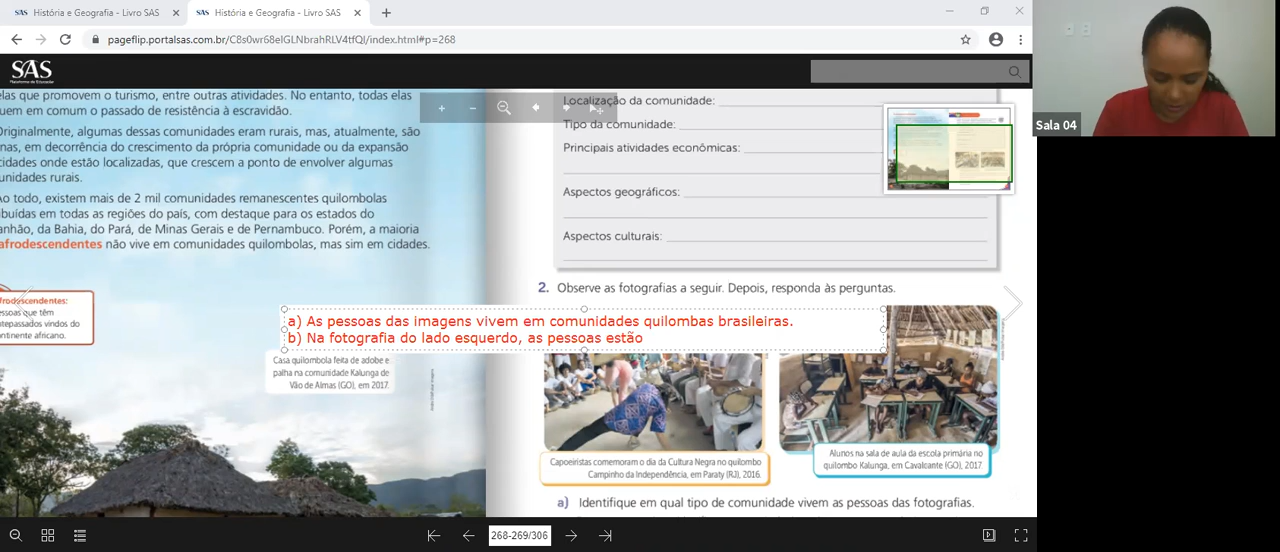 História e Geografia - Livro SAS
História e Geografia - Livro SAS
pageflip.portalsas.com.br/
index.html#p=268
SAS
Plataforma de Educação
Sala 04
elas que promovem o turismo, entre outras atividades. No entanto, todas elas
uem em comum o passado de resistência à escravidão.
Originalmente, algumas dessas comunidades eram rurais, mas, atualmente, são
nas, em decorrência do crescimento da própria comunidade ou da expansão
cidades onde estão localizadas, que crescem a ponto de envolver algumas
unidades rurais.
Ao todo, existem mais de 2 mil comunidades remanescentes quilombolas
ibuídas em todas as regiões do país, com destaque para os estados do
anhão, da Bahia, do Pará, de Minas Gerais e de Pernambuco. Porém, a maioria
afrodescendentes não vive em comunidades quilombolas, mas sim em cidades.
frodescendentes:
essoas que têm
ntepassados vindos do
ontinente africano.
Casa quilombola feita de adobe e
palha na comunidade Kalunga de
Vão de Almas (GO), em 2017.
Localização da comunidade:
Tipo da comunidade:
Principais atividades econômicas:
Aspectos geográficos:
Aspectos culturais:
2. Observe as fotografias a seguir. Depois, responda às perguntas.
a) As pessoas das imagens vivem em comunidades quilombas brasileiras.
b) Na fotografia do lado esquerdo, as pessoas estão
Capoeiristas comemoram o dia da Cultura Negra no quilombo
Campinho da Independência, em Paraty (RJ), 2016.
Alunos na sala de aula da escola primária no
quilombo Kalunga, em Cavalcante (GO), 2017
a) Identifique em qual tipo de comunidade vivem as pessoas das fotografias.
268-269/306